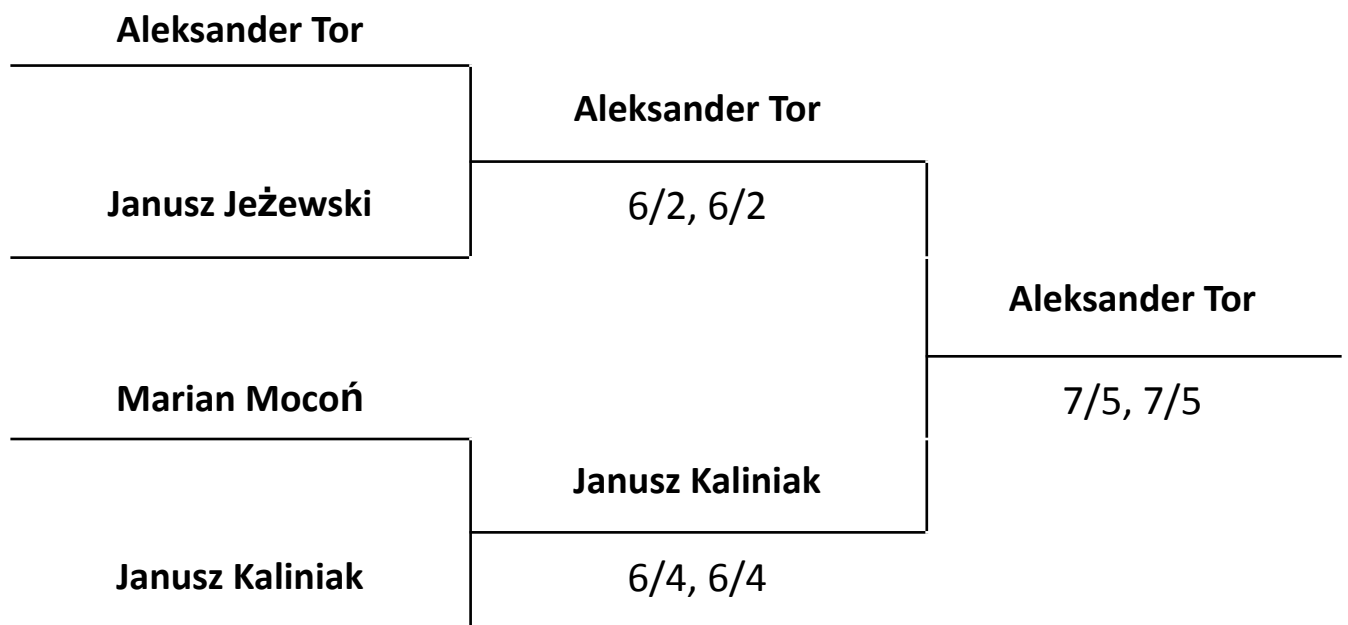 Aleksander Tor
Aleksander Tor
Janusz Jeżewski
6/2, 6/2
Aleksander Tor
Marian Mocoń
7/5, 7/5
Janusz Kaliniak
Janusz Kaliniak
6/4, 6/4